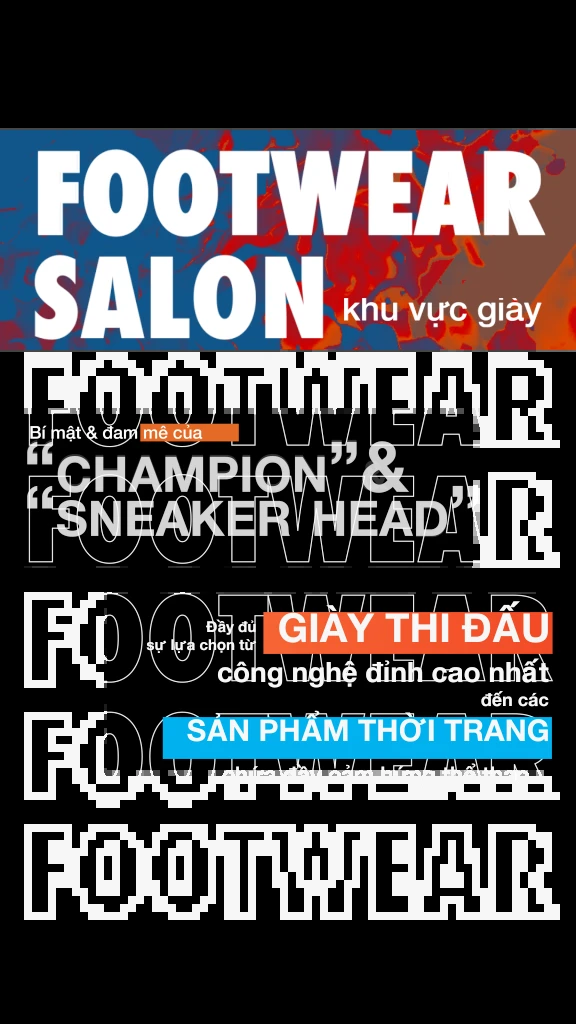 FOOTWEAR
SALON
khu vực giày
FOOTWEAR
Bí mật & đam mê của
“CHAMPION” &
“SNEAKER HEAD”
FOOTWEAR
FOOTWEAR
Đầy đủ
sự lựa chọn từ
GIÀY THI ĐẤU
công nghệ đỉnh cao nhất
đến các
FOOTWEAR
SẢN PHẨM THỜI TRANG
FOOTWEAR